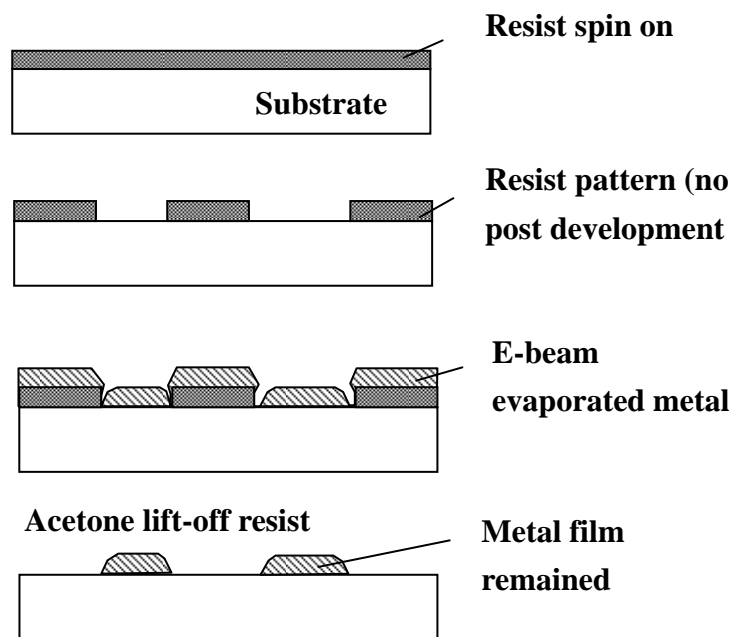 Resist spin on
Substrate
Resist pattern (no
post development
E-beam
evaporated metal
Acetone lift-off resist
Metal film
remained